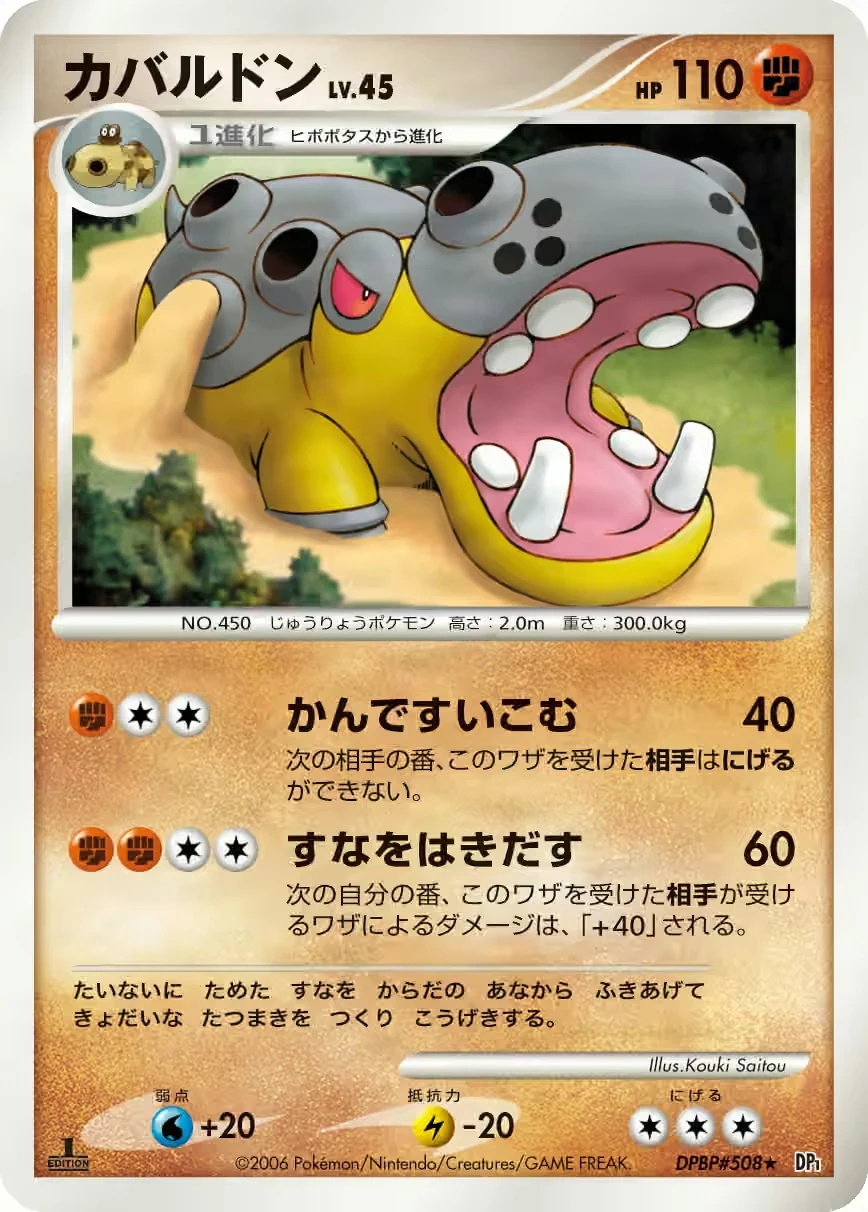 カバルドン LV.45 HP 110
1進化 ヒポポタスから進化
NO.450 じゅうりょうポケモン 高さ：2.0m 重さ：300.0kg
かんですいこむ 40
次の相手の番、このワザを受けた相手はにげる
ができない。
すなをはきだす 60
次の自分の番、このワザを受けた相手が受け
るワザによるダメージは、「+40」される。
たいないに ためた すなを からだの あなから ふきあげて
きょだいな たつまきを つくり こうげきする。
Illus.Kouki Saitou
弱点 抵抗力 にげる
+20 -20
1 EDITION ©2006 Pokémon/Nintendo/Creatures/GAME FREAK. DPBP#508★ DP1